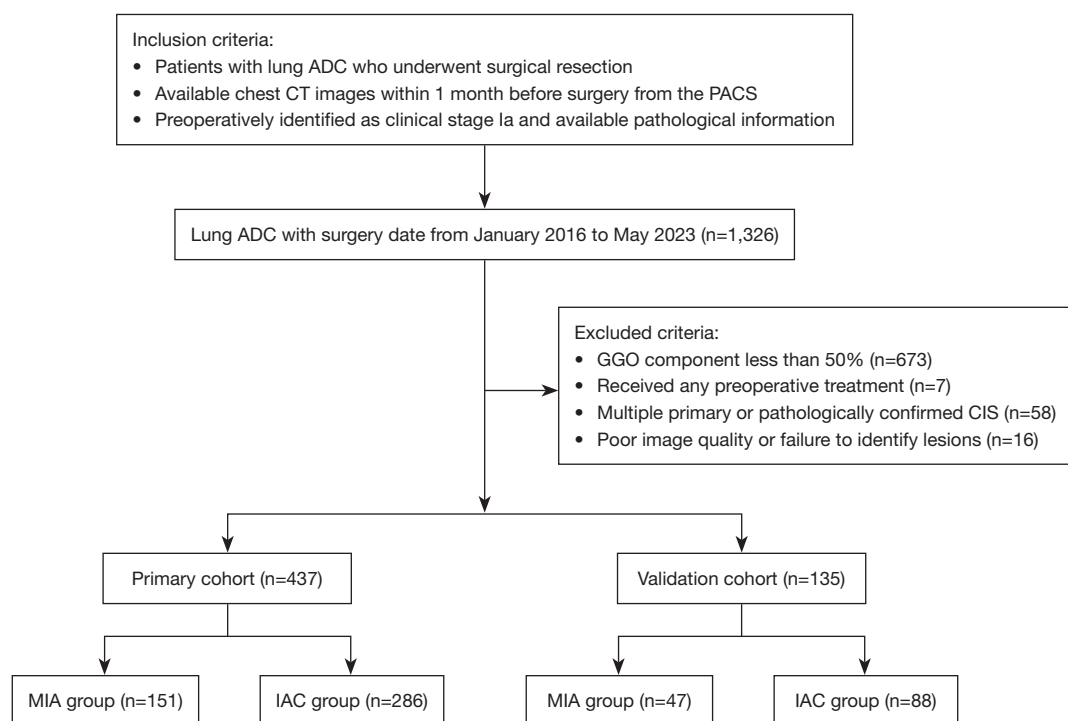 Inclusion criteria:
• Patients with lung ADC who underwent surgical resection
• Available chest CT images within 1 month before surgery from the PACS
• Preoperatively identified as clinical stage Ia and available pathological information
Lung ADC with surgery date from January 2016 to May 2023 (n=1,326)
Excluded criteria:
• GGO component less than 50% (n=673)
• Received any preoperative treatment (n=7)
• Multiple primary or pathologically confirmed CIS (n=58)
• Poor image quality or failure to identify lesions (n=16)
Primary cohort (n=437)
Validation cohort (n=135)
MIA group (n=151)
IAC group (n=286)
MIA group (n=47)
IAC group (n=88)